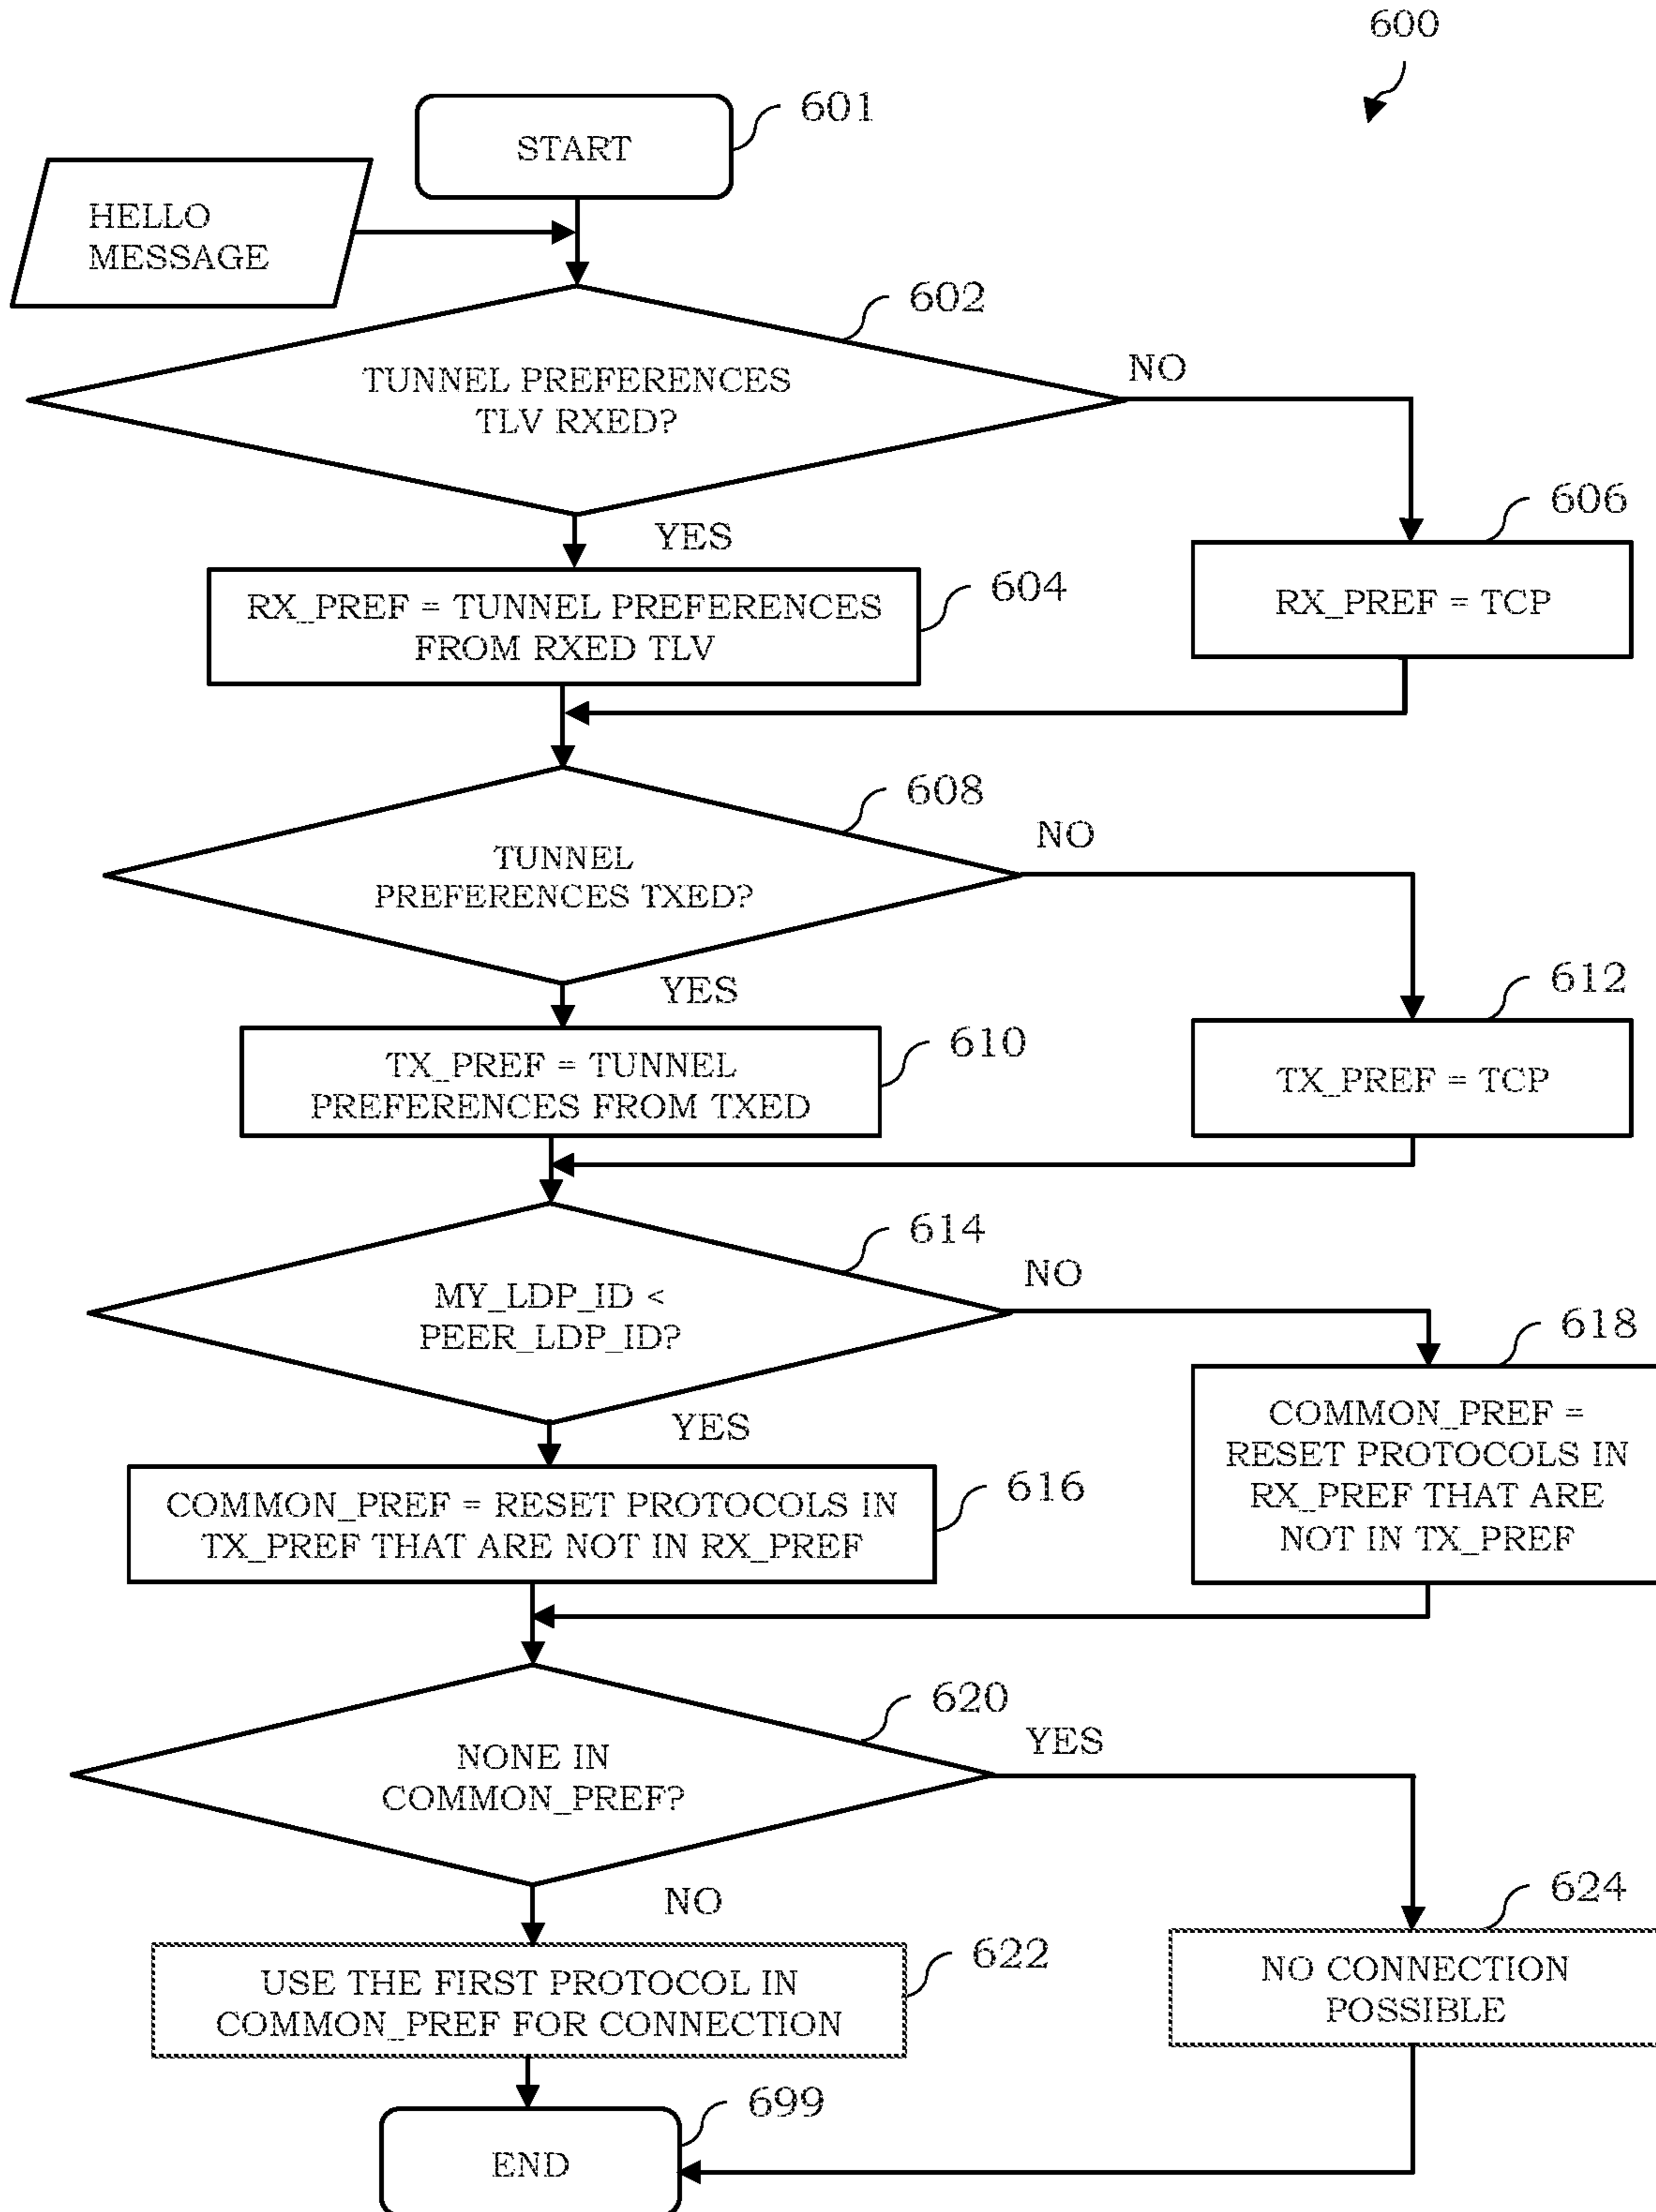 600
601
START
HELLO
MESSAGE
602
TUNNEL PREFERENCES
TLV RXED?
NO
YES
606
RX_PREF = TCP
604
RX_PREF = TUNNEL PREFERENCES
FROM RXED TLV
608
TUNNEL
PREFERENCES TXED?
NO
YES
612
TX_PREF = TCP
610
TX_PREF = TUNNEL
PREFERENCES FROM TXED
614
MY_LDP_ID <
PEER_LDP_ID?
NO
YES
618
COMMON_PREF =
RESET PROTOCOLS IN
RX_PREF THAT ARE
NOT IN TX_PREF
616
COMMON_PREF = RESET PROTOCOLS IN
TX_PREF THAT ARE NOT IN RX_PREF
620
NONE IN
COMMON_PREF?
YES
NO
624
NO CONNECTION
POSSIBLE
622
USE THE FIRST PROTOCOL IN
COMMON_PREF FOR CONNECTION
699
END